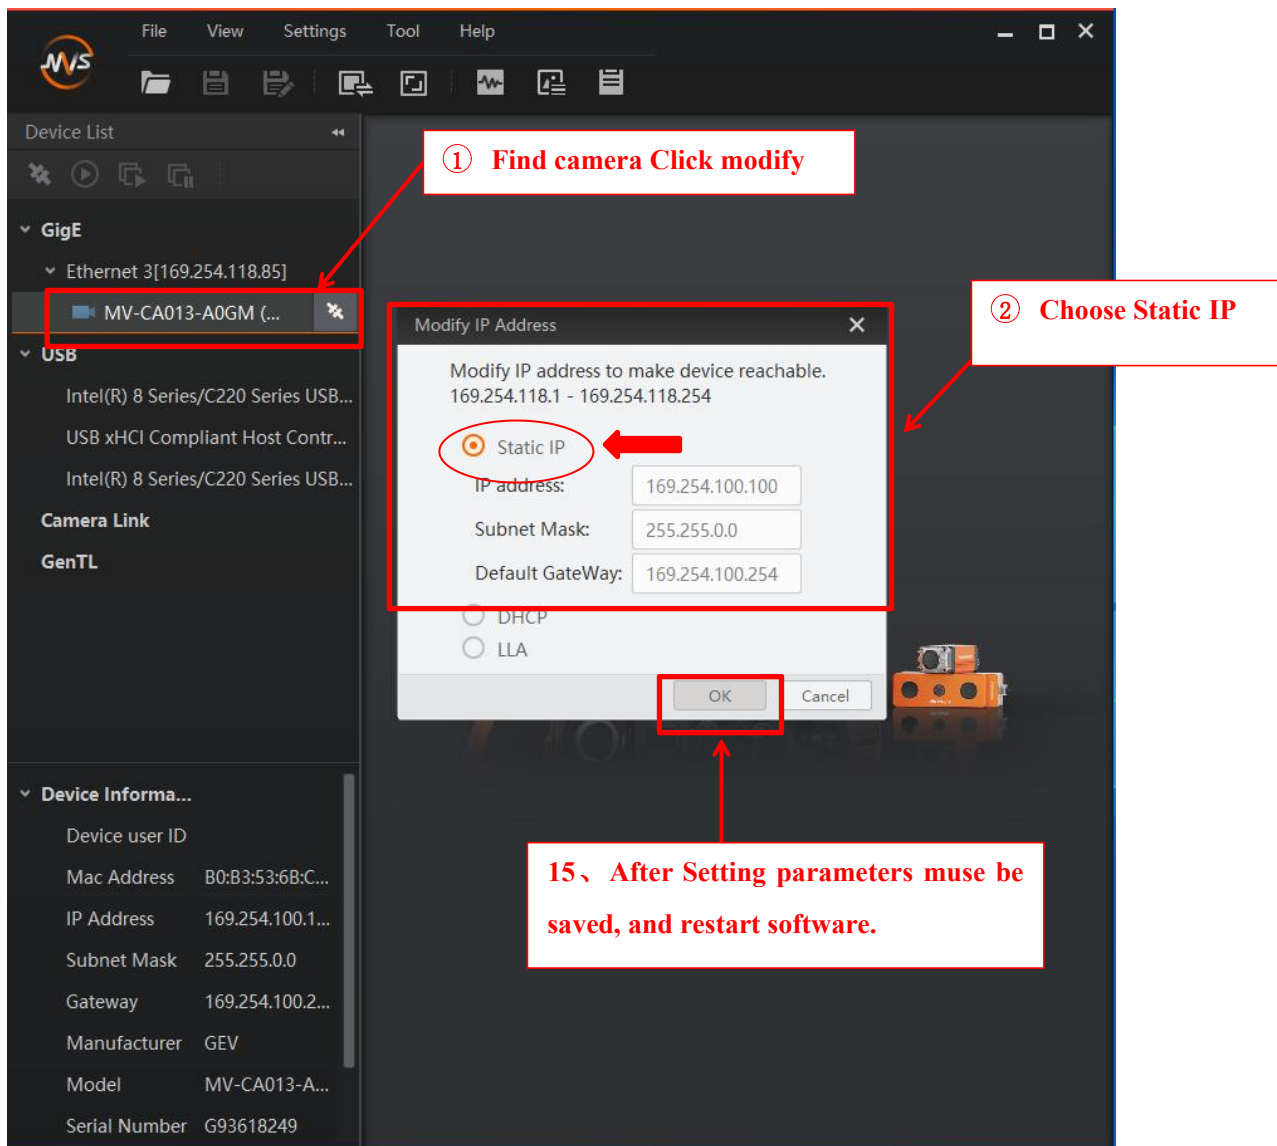 File View Settings Tool Help
MVS
Device List
① Find camera Click modify
GigE
Ethernet 3[169.254.118.85]
MV-CA013-A0GM (...
② Choose Static IP
USB
Intel(R) 8 Series/C220 Series USB...
USB xHCI Compliant Host Contr...
Intel(R) 8 Series/C220 Series USB...
Camera Link
GenTL
Modify IP Address
Modify IP address to make device reachable.
169.254.118.1 - 169.254.118.254
Static IP
IP address: 169.254.100.100
Subnet Mask: 255.255.0.0
Default GateWay: 169.254.100.254
DHCP
LLA
OK Cancel
15、After Setting parameters muse be
saved, and restart software.
Device Informa...
Device user ID
Mac Address B0:B3:53:6B:C...
IP Address 169.254.100.1...
Subnet Mask 255.255.0.0
Gateway 169.254.100.2...
Manufacturer GEV
Model MV-CA013-A...
Serial Number G93618249